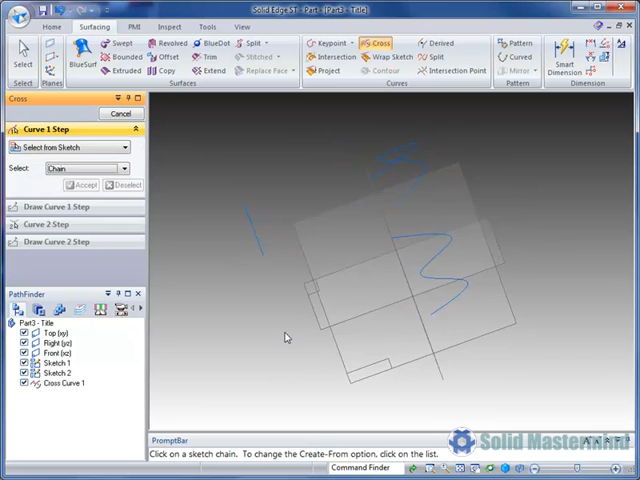 Solid Edge ST - Part - [Part3 - Title]
Home Surfacing PMI Inspect Tools View
Select
BlueSurf
Swept Revolved BlueDot Split
Bounded Offset Trim Stitched
Extruded Copy Extend Replace Face
Keypoint Cross Derived
Intersection Wrap Sketch Split
Project Contour Intersection Point
Pattern
Curved
Mirror
Smart Dimension
Select Planes Surfaces Curves Pattern Dimension
Cross
Cancel
Curve 1 Step
Select from Sketch
Select: Chain
Accept Deselect
Draw Curve 1 Step
Curve 2 Step
Draw Curve 2 Step
PathFinder
Part3 - Title
Top (xy)
Right (yz)
Front (xz)
Sketch 1
Sketch 2
Cross Curve 1
Solid Mastermind
PromptBar
Click on a sketch chain. To change the Create-From option, click on the list.
Command Finder